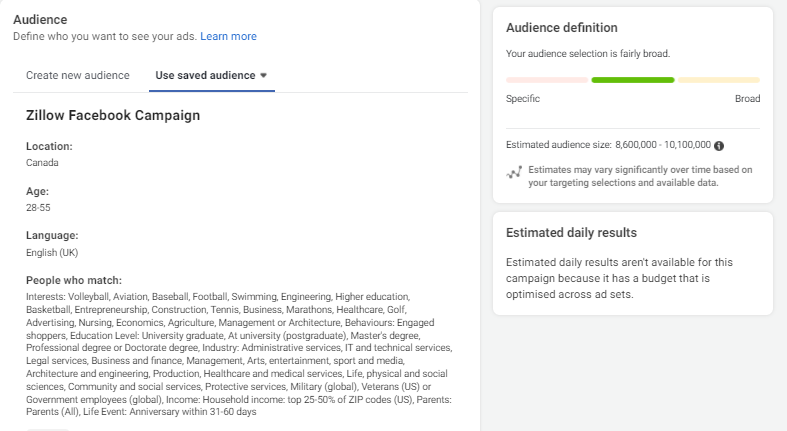 Audience
Define who you want to see your ads. Learn more
Create new audience
Use saved audience
Zillow Facebook Campaign
Location:
Canada
Age:
28-55
Language:
English (UK)
People who match:
Interests: Volleyball, Aviation, Baseball, Football, Swimming, Engineering, Higher education,
Basketball, Entrepreneurship, Construction, Tennis, Business, Marathons, Healthcare, Golf,
Advertising, Nursing, Economics, Agriculture, Management or Architecture, Behaviours: Engaged
shoppers, Education Level: University graduate, At university (postgraduate), Master's degree,
Professional degree or Doctorate degree, Industry: Administrative services, IT and technical services,
Legal services, Business and finance, Management, Arts, entertainment, sport and media,
Architecture and engineering, Production, Healthcare and medical services, Life, physical and social
sciences, Community and social services, Protective services, Military (global), Veterans (US) or
Government employees (global), Income: Household income: top 25-50% of ZIP codes (US), Parents:
Parents (All), Life Event: Anniversary within 31-60 days
Audience definition
Your audience selection is fairly broad.
Specific
Broad
Estimated audience size: 8,600,000 - 10,100,000
Estimates may vary significantly over time based on
your targeting selections and available data.
Estimated daily results
Estimated daily results aren't available for this
campaign because it has a budget that is
optimised across ad sets.